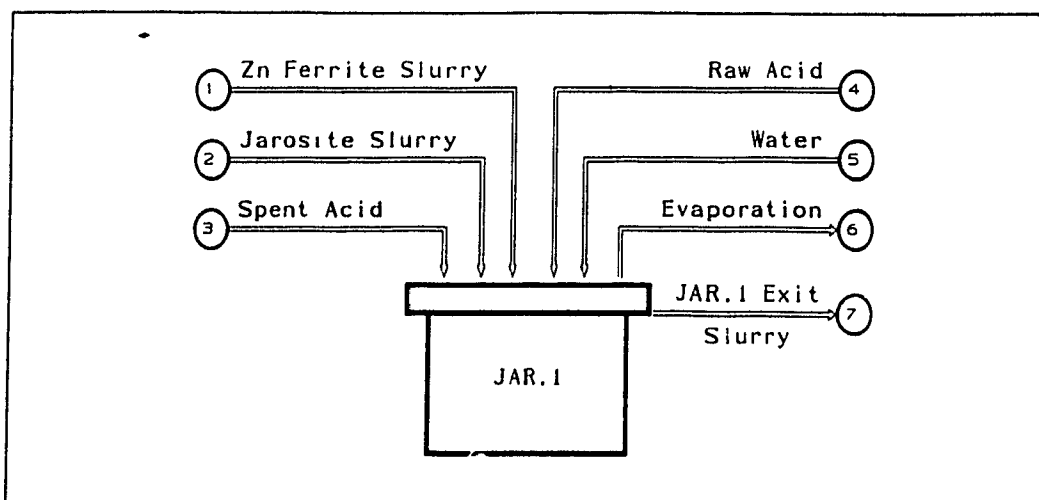 1 Zn Ferrite Slurry
Raw Acid 4
2 Jarosite Slurry
Water 5
3 Spent Acid
Evaporation 6
JAR.1 Exit
Slurry
7
JAR.1